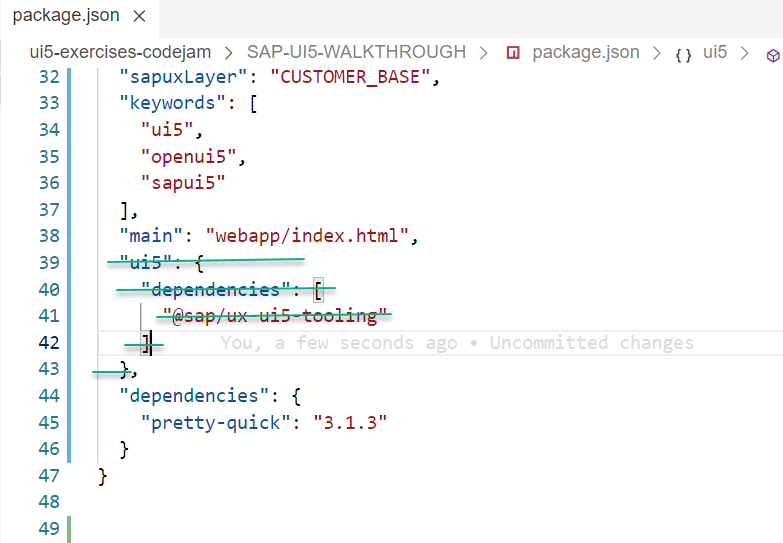 package.json
ui5-exercises-codejam > SAP-UI5-WALKTHROUGH > package.json > {} ui5 >
32 "sapuxLayer": "CUSTOMER_BASE",
33 "keywords": [
34 "ui5",
35 "openui5",
36 "sapui5"
37 ],
38 "main": "webapp/index.html",
39 "ui5": {
40 "dependencies": [
41 "@sap/ux-ui5-tooling"
42 ] You, a few seconds ago • Uncommitted changes
43 },
44 "dependencies": {
45 "pretty-quick": "3.1.3"
46 }
47 }
48
49